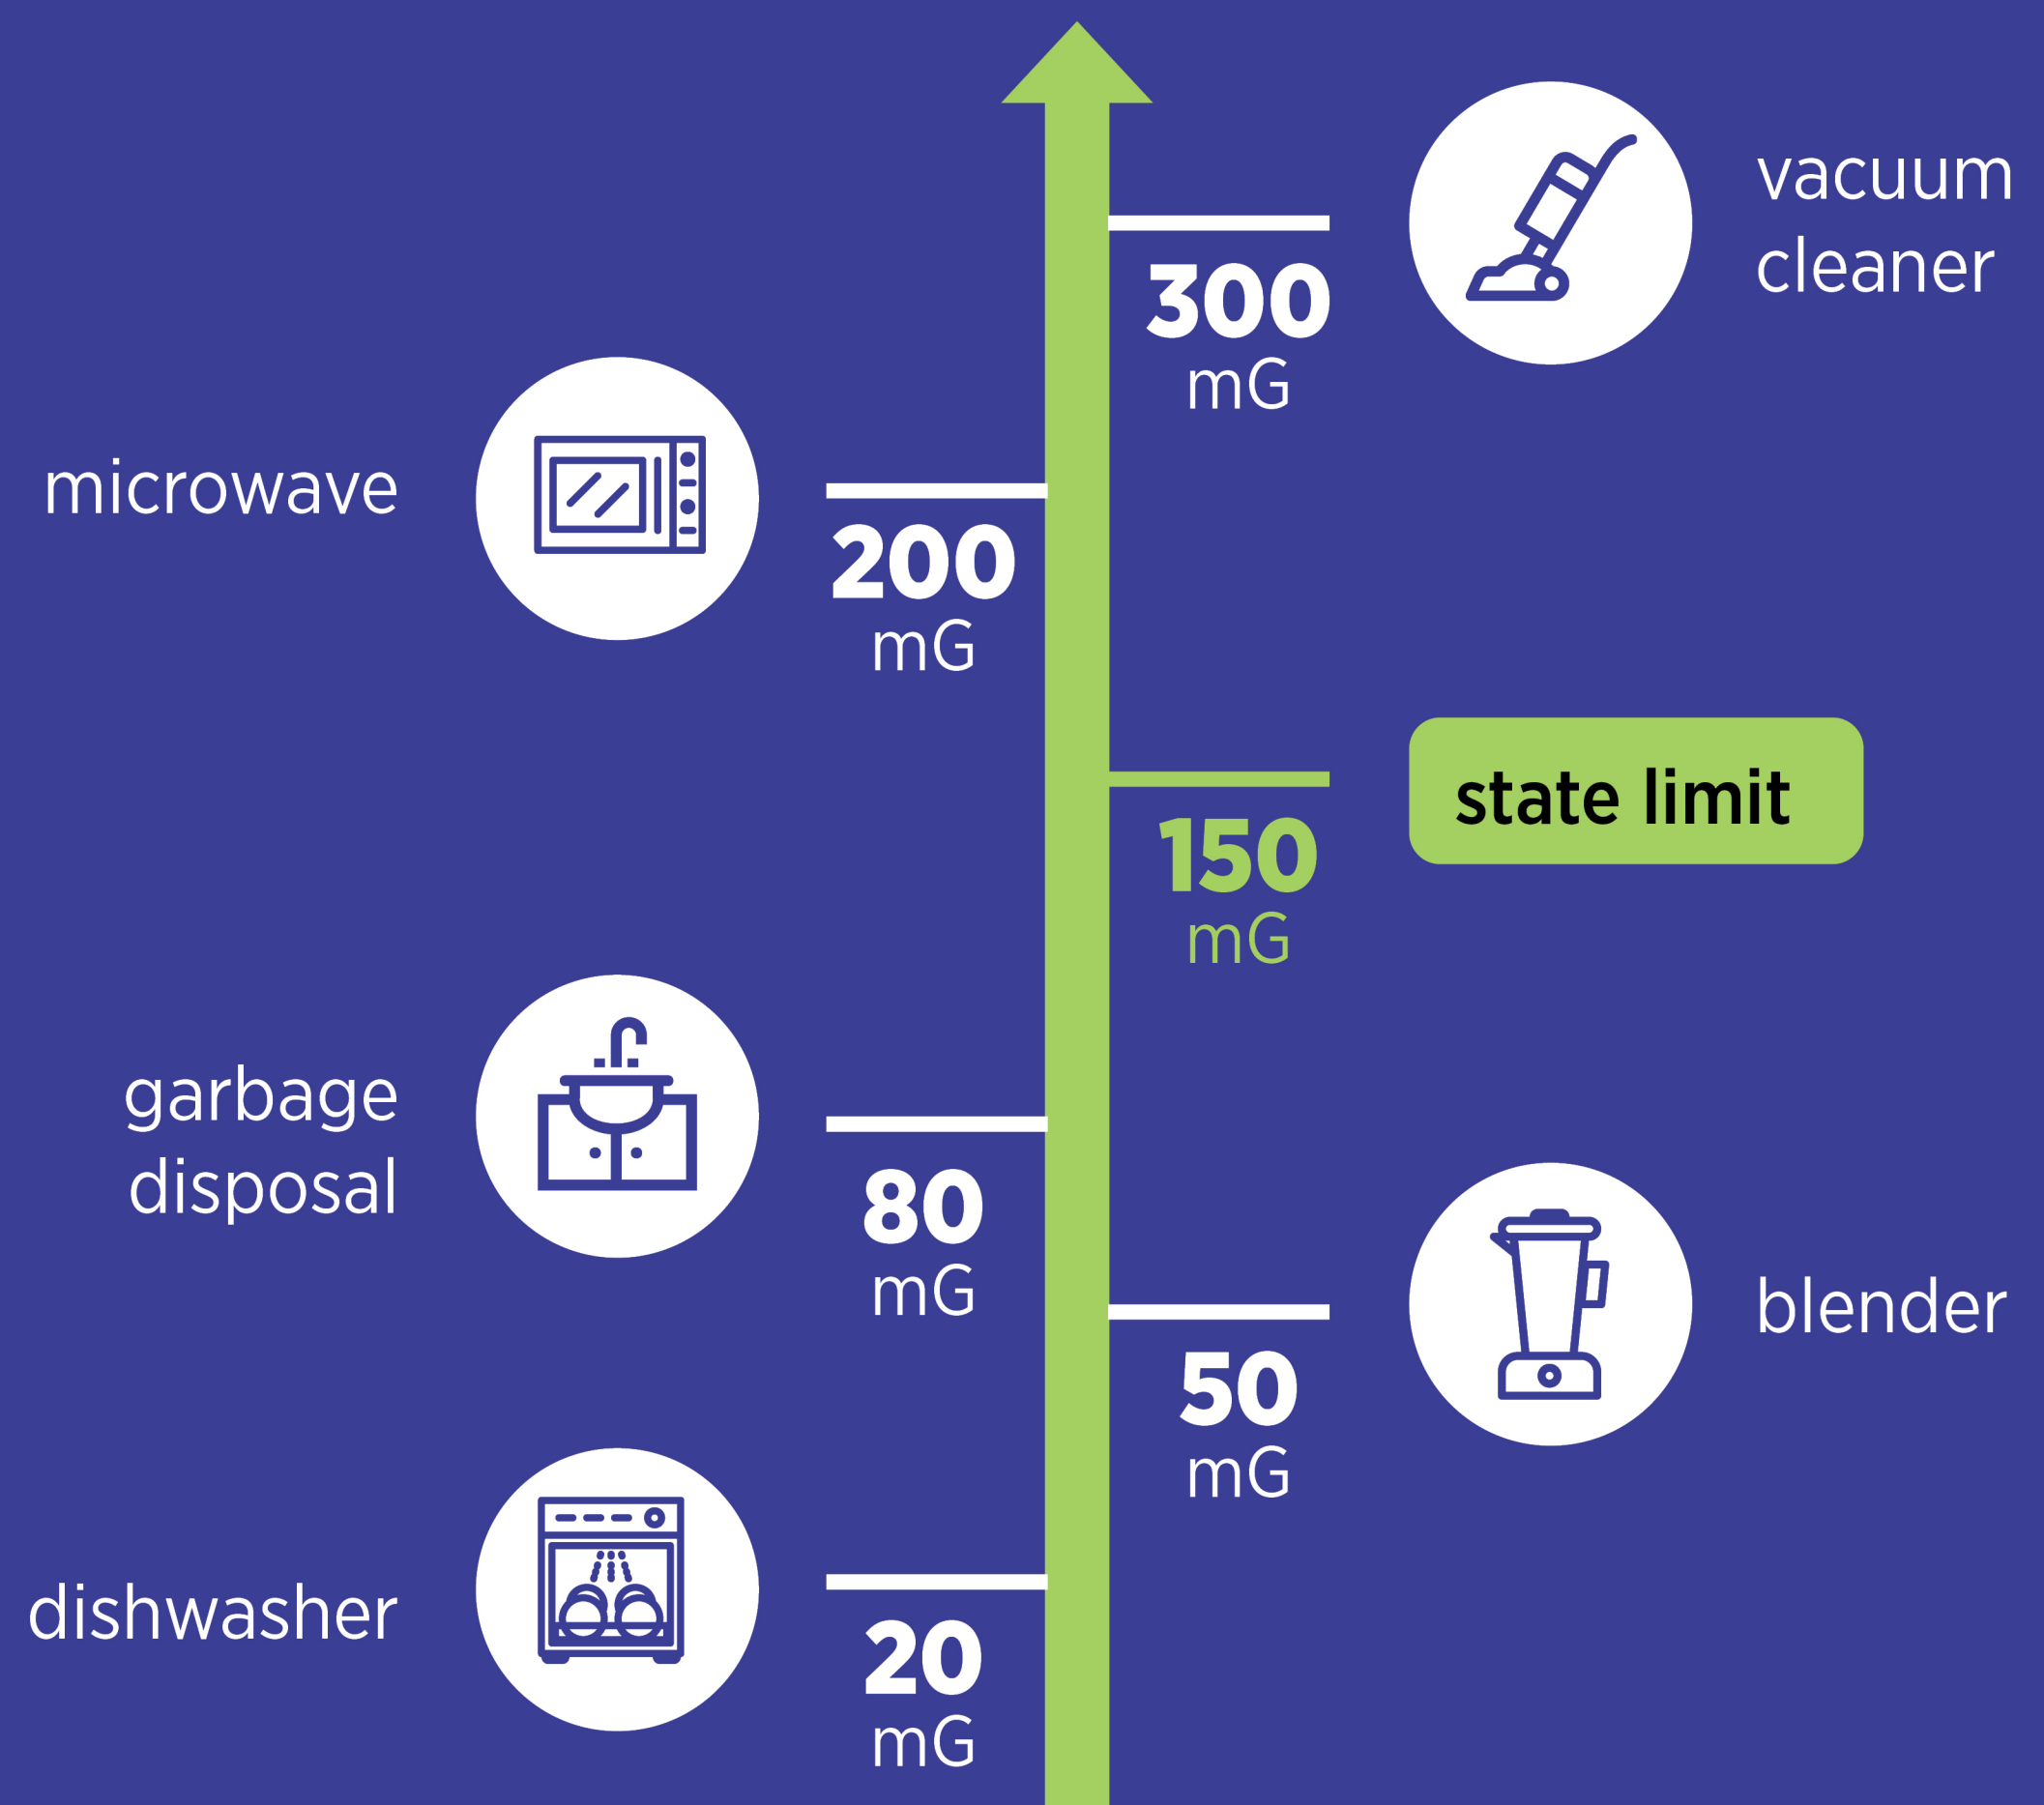 vacuum
cleaner
300
mG
microwave
200
mG
state limit
150
mG
garbage
disposal
80
mG
blender
50
mG
dishwasher
20
mG